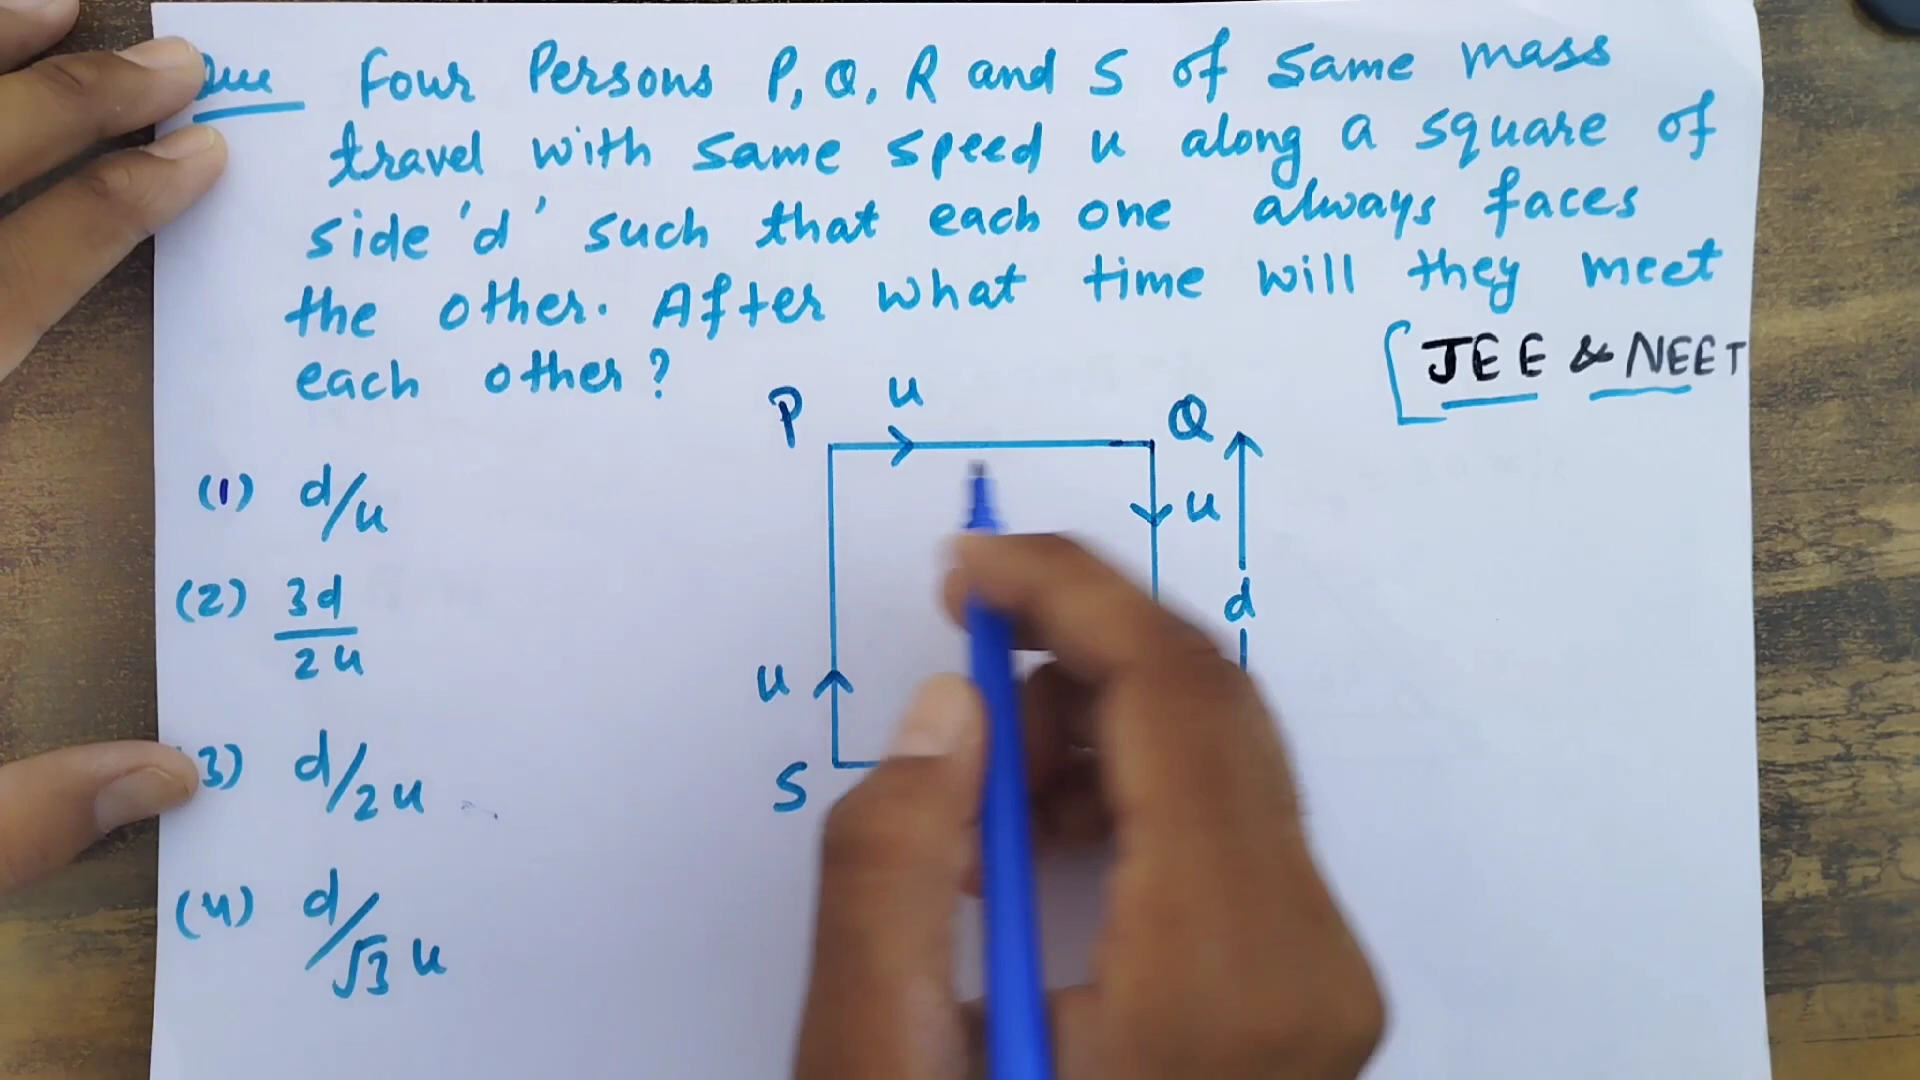 Que Four Persons P, Q, R and S of same mass
travel with same speed u along a square of
side 'd' such that each one always faces
the other. After what time will they meet
each other?
[JEE & NEET
(1) d/u
(2) 3d/2u
3) d/2u
(4) d/√3 u
P u Q
u
d
u
S